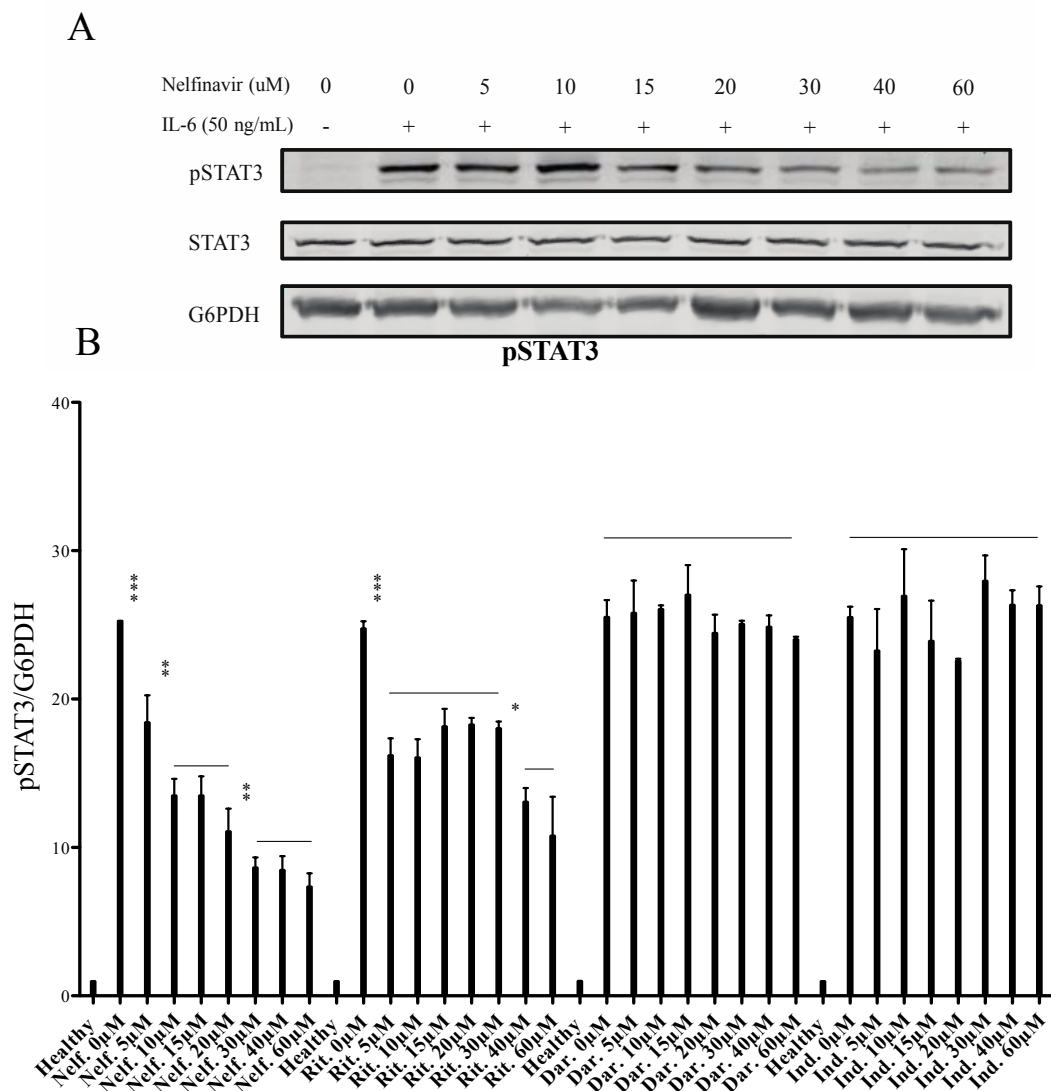 A
Nelfinavir (uM) 0 0 5 10 15 20 30 40 60
IL-6 (50 ng/mL) - + + + + + + + +
pSTAT3
STAT3
G6PDH
B
pSTAT3
pSTAT3/G6PDH
40
30
20
10
0
***
**
**
***
*
Healthy
Nelf. 0µM
Nelf. 5µM
Nelf. 10µM
Nelf. 15µM
Nelf. 20µM
Nelf. 30µM
Nelf. 40µM
Nelf. 60µM
Healthy
Rit. 0µM
Rit. 5µM
Rit. 10µM
Rit. 15µM
Rit. 20µM
Rit. 30µM
Rit. 40µM
Rit. 60µM
Healthy
Dar. 0µM
Dar. 5µM
Dar. 10µM
Dar. 15µM
Dar. 20µM
Dar. 30µM
Dar. 40µM
Dar. 60µM
Healthy
Ind. 0µM
Ind. 5µM
Ind. 10µM
Ind. 15µM
Ind. 20µM
Ind. 30µM
Ind. 40µM
Ind. 60µM